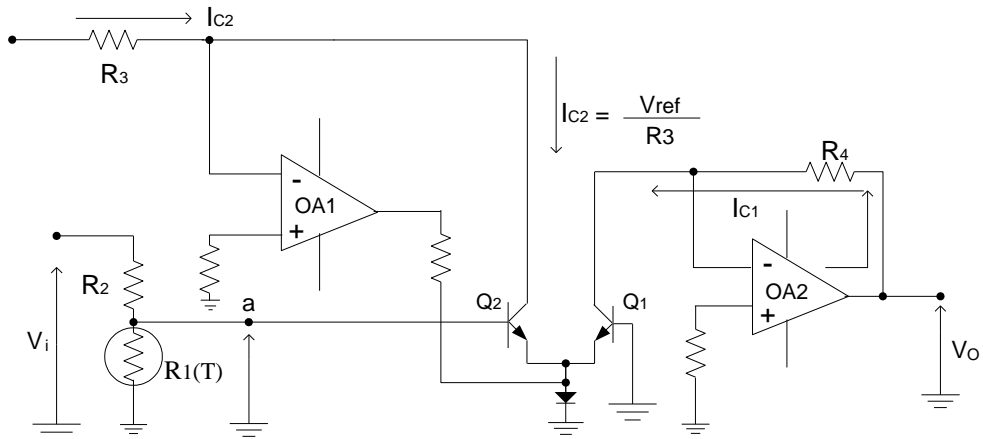 IC2
R3
IC2 = Vref / R3
R4
-
OA1
+
IC1
R2
a
Q2
Q1
-
OA2
+
Vi
R1(T)
VO